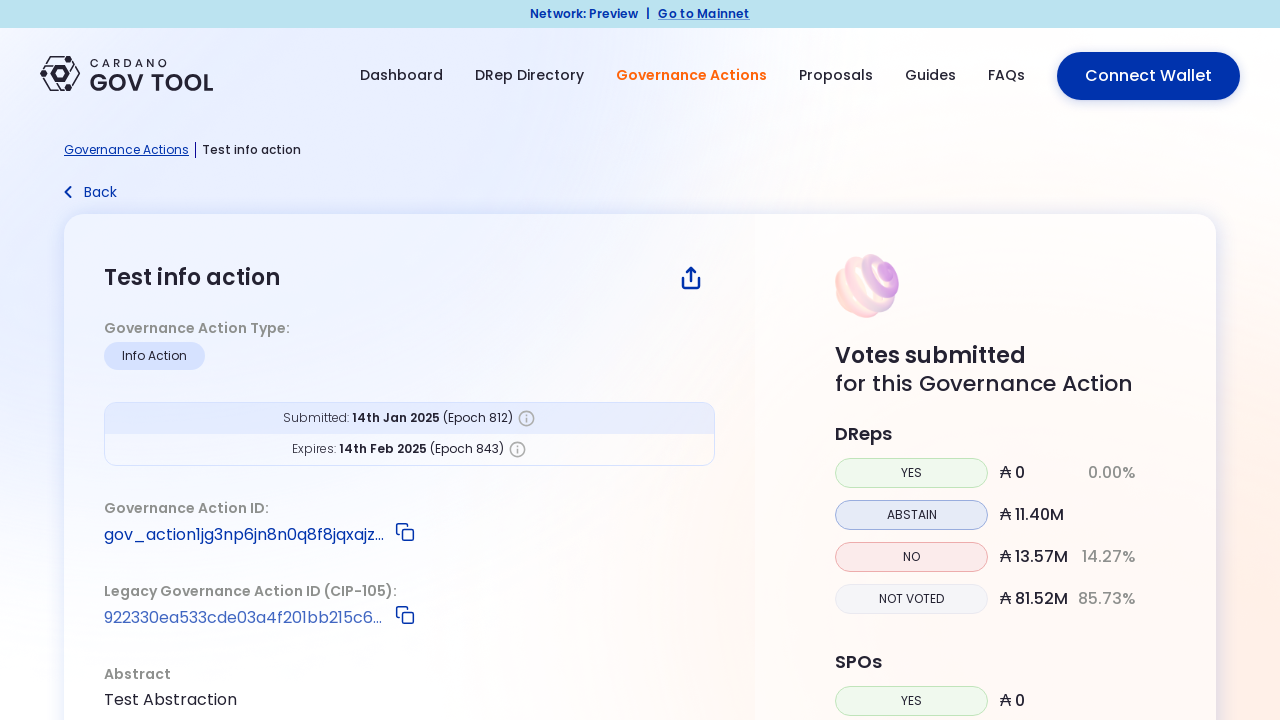 Network: Preview | Go to Mainnet
CARDANO
GOV TOOL
Dashboard
DRep Directory
Governance Actions
Proposals
Guides
FAQs
Connect Wallet
Governance Actions | Test info action
Back
Test info action
Governance Action Type:
Info Action
Submitted: 14th Jan 2025 (Epoch 812)
Expires: 14th Feb 2025 (Epoch 843)
Governance Action ID:
gov_action1jg3np6jn8n0q8f8jqxajz...
Legacy Governance Action ID (CIP-105):
922330ea533cde03a4f201bb215c6...
Abstract
Test Abstraction
Votes submitted
for this Governance Action
DReps
YES ₳ 0 0.00%
ABSTAIN ₳ 11.40M
NO ₳ 13.57M 14.27%
NOT VOTED ₳ 81.52M 85.73%
SPOs
YES ₳ 0